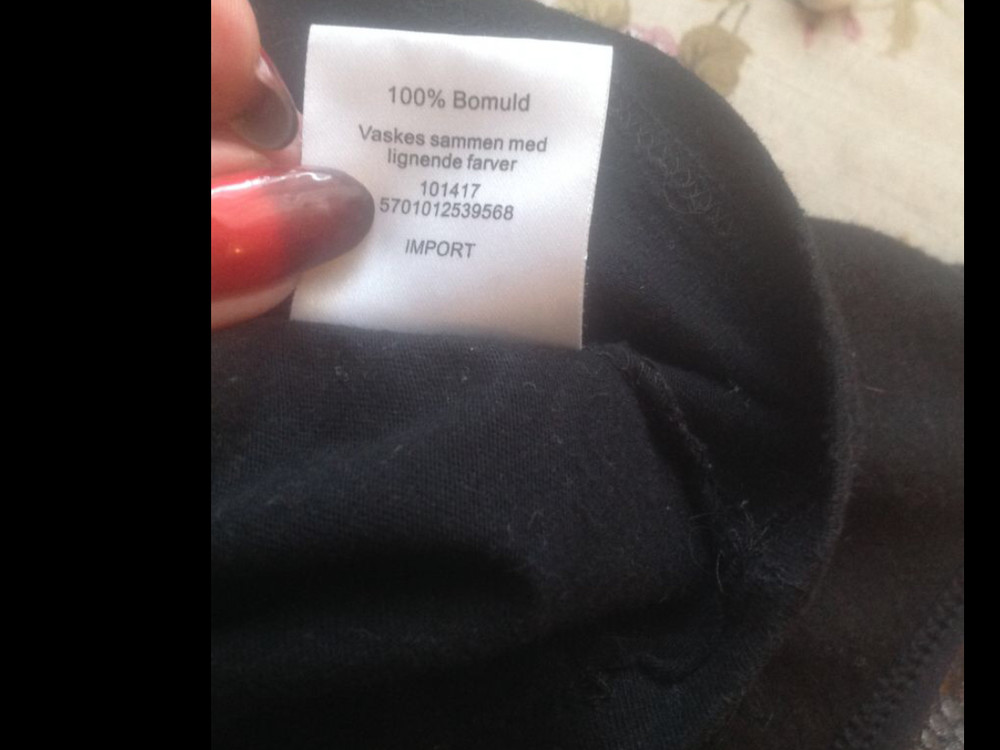 100% Bomuld
Vaskes sammen med
lignende farver
101417
5701012539568
IMPORT